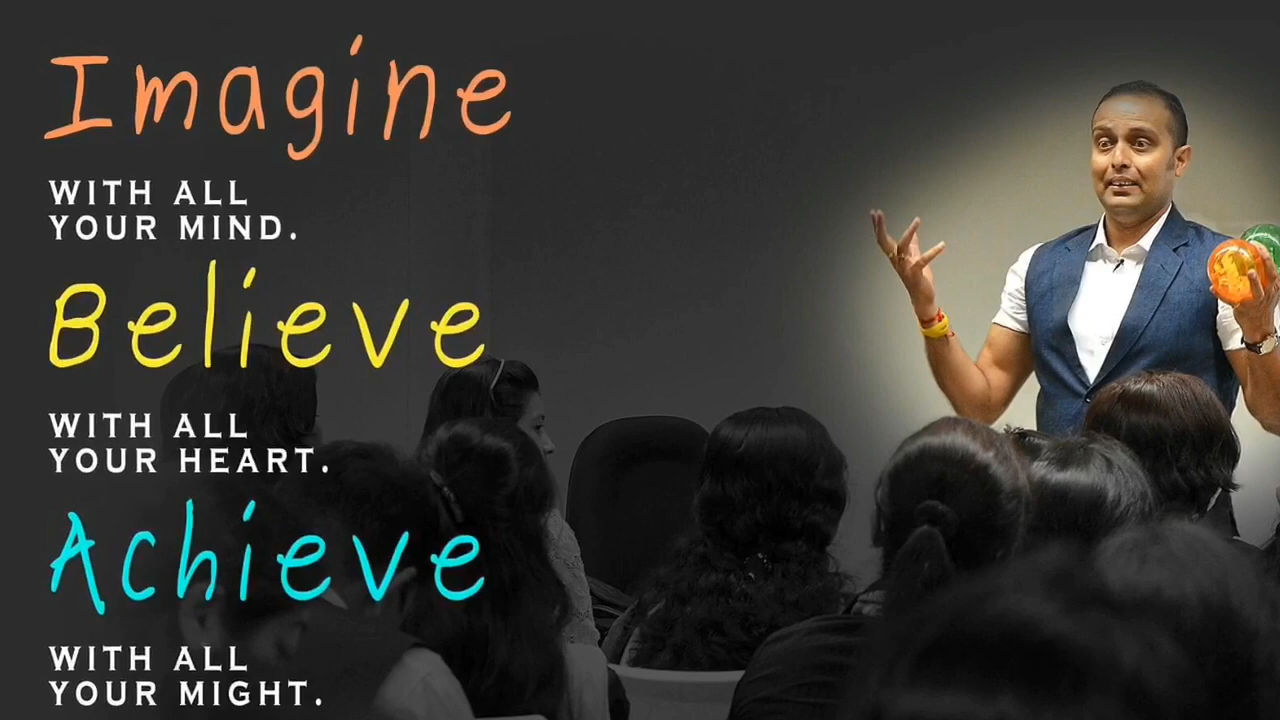 Imagine
WITH ALL
YOUR MIND.
Believe
WITH ALL
YOUR HEART.
Achieve
WITH ALL
YOUR MIGHT.